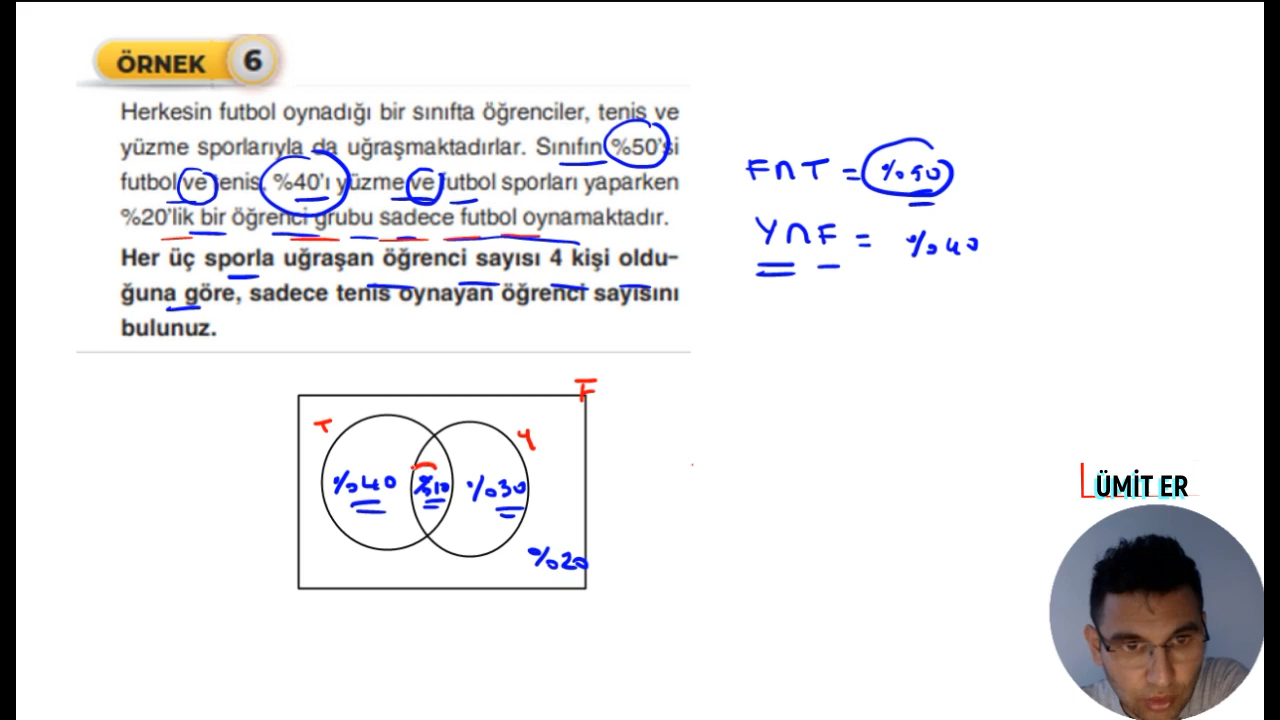 ÖRNEK 6
Herkesin futbol oynadığı bir sınıfta öğrenciler, tenis ve
yüzme sporlarıyla da uğraşmaktadırlar. Sınıfın %50'si
futbol ve tenis, %40'ı yüzme ve futbol sporları yaparken
%20'lik bir öğrenci grubu sadece futbol oynamaktadır.
Her üç sporla uğraşan öğrenci sayısı 4 kişi oldu-
ğuna göre, sadece tenis oynayan öğrenci sayısını
bulunuz.
F∩T = %50
Y∩F = %40
F
T
Y
%40 %10 %30
%20
ÜMİT ER